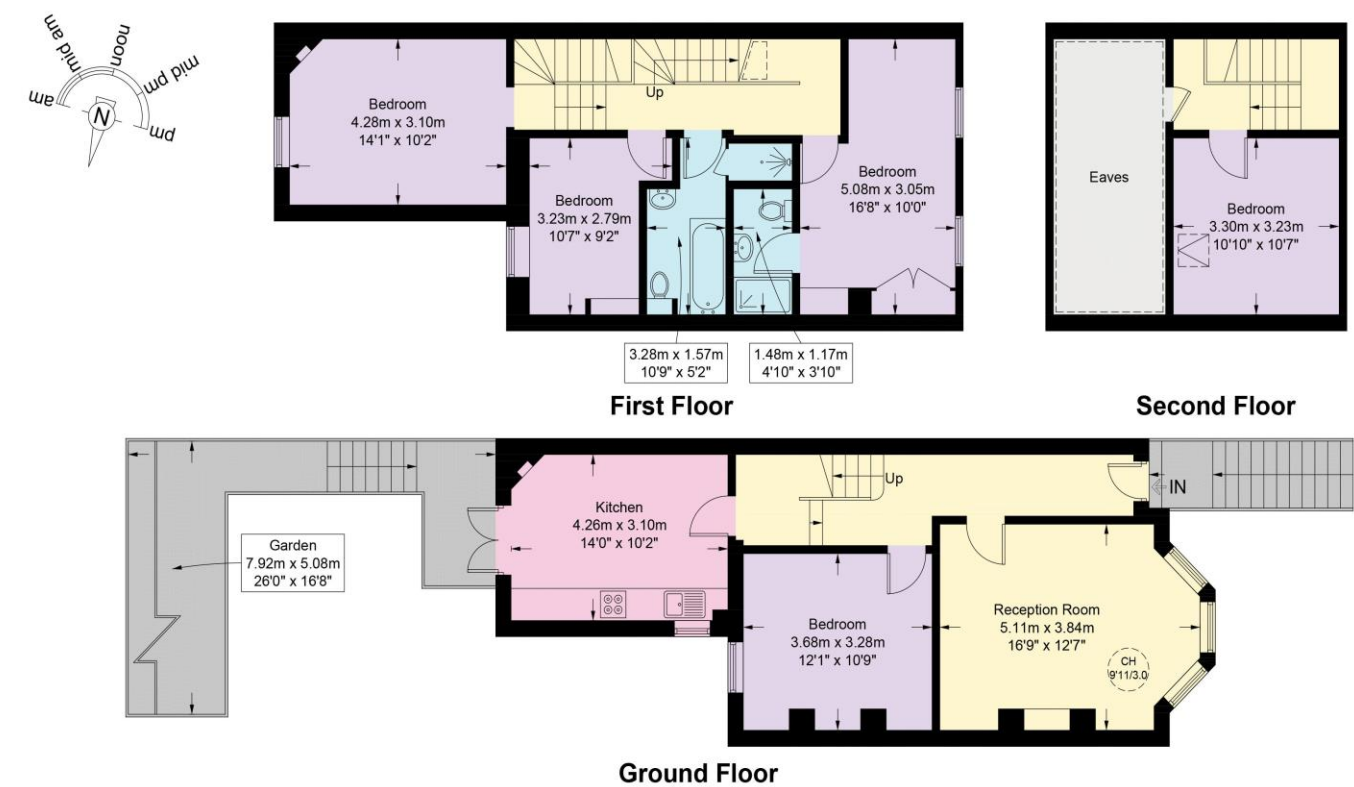 am
mid am
noon
mid pm
pm
N
Bedroom
4.28m x 3.10m
14'1" x 10'2"
Up
Bedroom
3.23m x 2.79m
10'7" x 9'2"
Bedroom
5.08m x 3.05m
16'8" x 10'0"
3.28m x 1.57m
10'9" x 5'2"
1.48m x 1.17m
4'10" x 3'10"
First Floor
Eaves
Bedroom
3.30m x 3.23m
10'10" x 10'7"
Second Floor
Garden
7.92m x 5.08m
26'0" x 16'8"
Kitchen
4.26m x 3.10m
14'0" x 10'2"
Up
IN
Bedroom
3.68m x 3.28m
12'1" x 10'9"
Reception Room
5.11m x 3.84m
16'9" x 12'7"
CH
9'11/3.0
Ground Floor